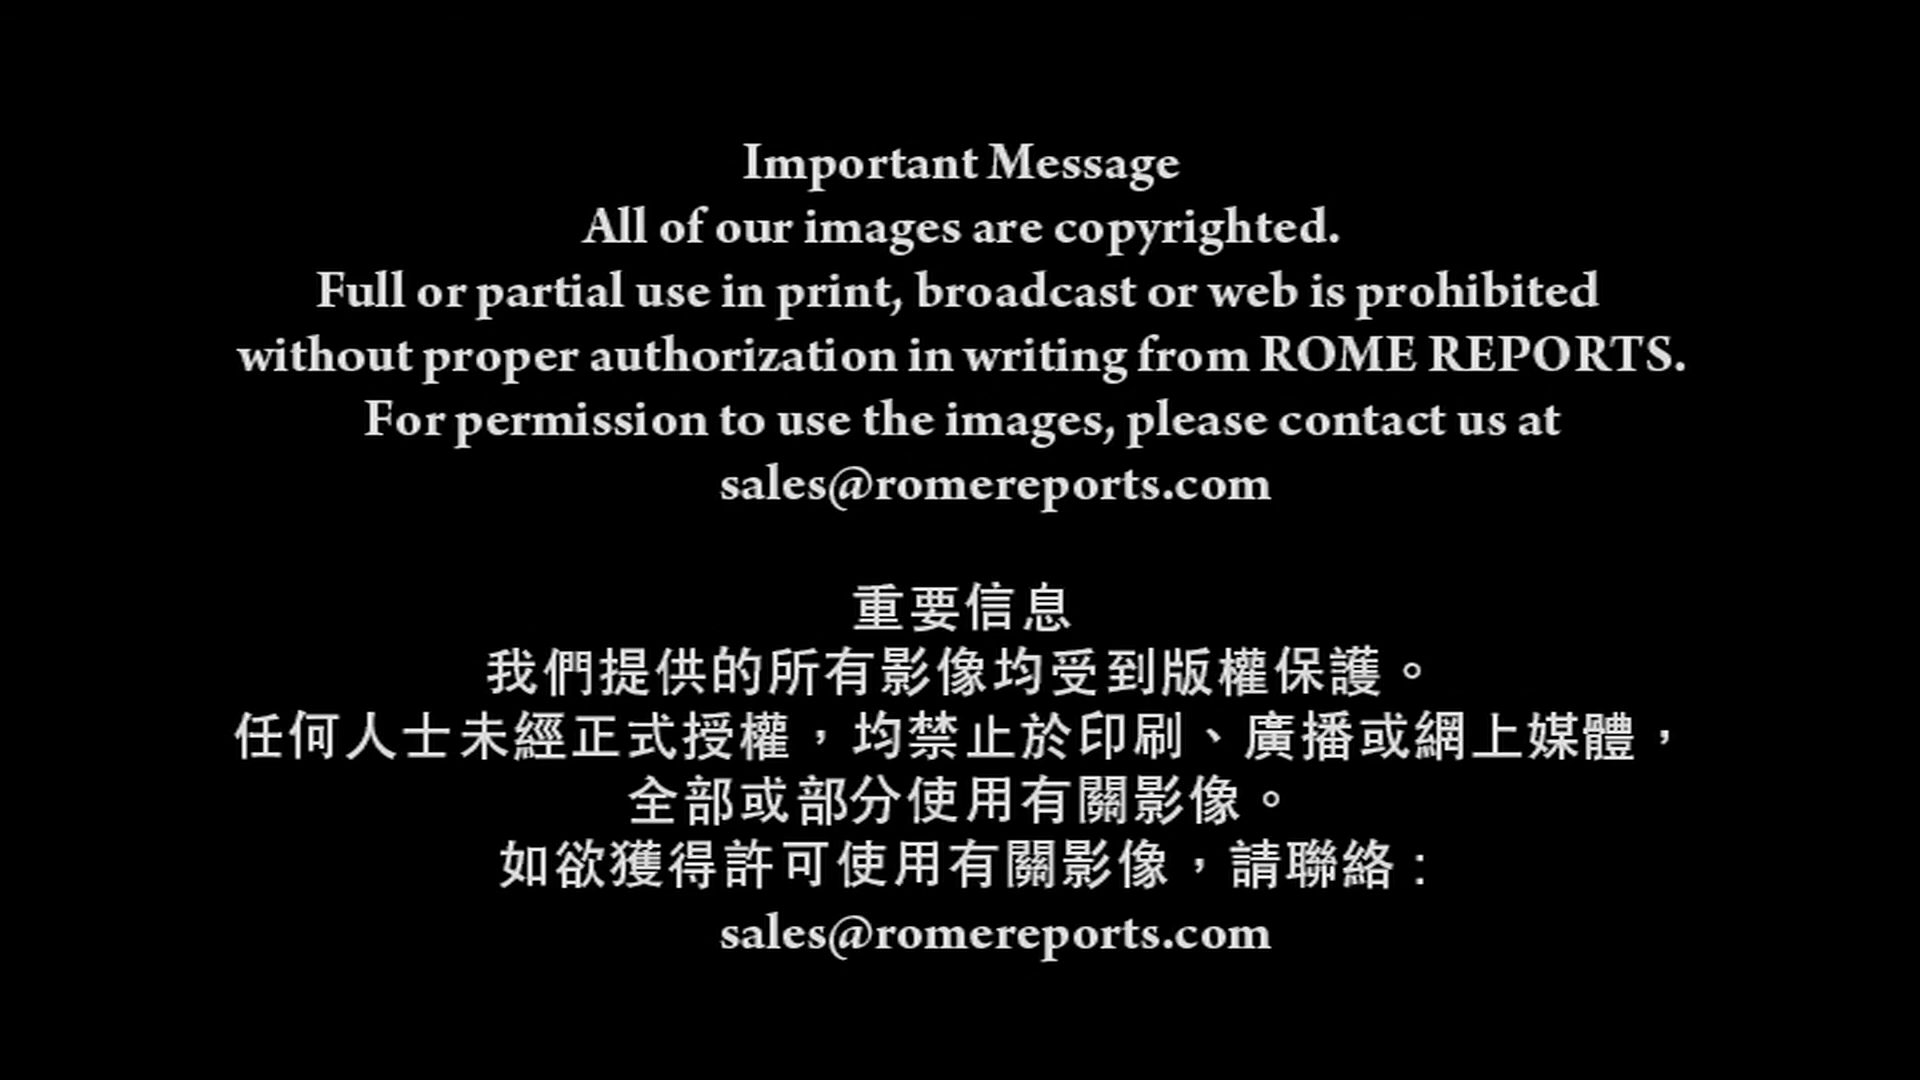 Important Message
All of our images are copyrighted.
Full or partial use in print, broadcast or web is prohibited
without proper authorization in writing from ROME REPORTS.
For permission to use the images, please contact us at
sales@romereports.com
重要信息
我們提供的所有影像均受到版權保護。
任何人士未經正式授權，均禁止於印刷、廣播或網上媒體，
全部或部分使用有關影像。
如欲獲得許可使用有關影像，請聯絡：
sales@romereports.com